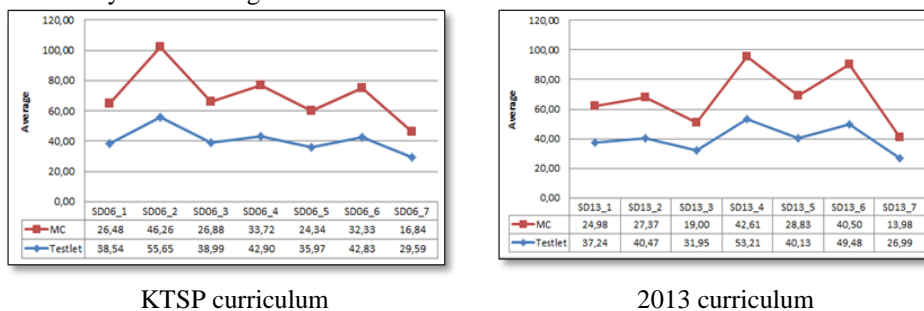 120,00
100,00
80,00
60,00
40,00
20,00
0,00
Average
SD06_1 SD06_2 SD06_3 SD06_4 SD06_5 SD06_6 SD06_7
MC 26,48 46,26 26,88 33,72 24,34 32,33 16,84
Testlet 38,54 55,65 38,99 42,90 35,97 42,83 29,59
120,00
100,00
80,00
60,00
40,00
20,00
0,00
Average
SD13_1 SD13_2 SD13_3 SD13_4 SD13_5 SD13_6 SD13_7
MC 24,98 27,37 19,00 42,61 28,83 40,50 13,98
Testlet 37,24 40,47 31,95 53,21 40,13 49,48 26,99
KTSP curriculum
2013 curriculum